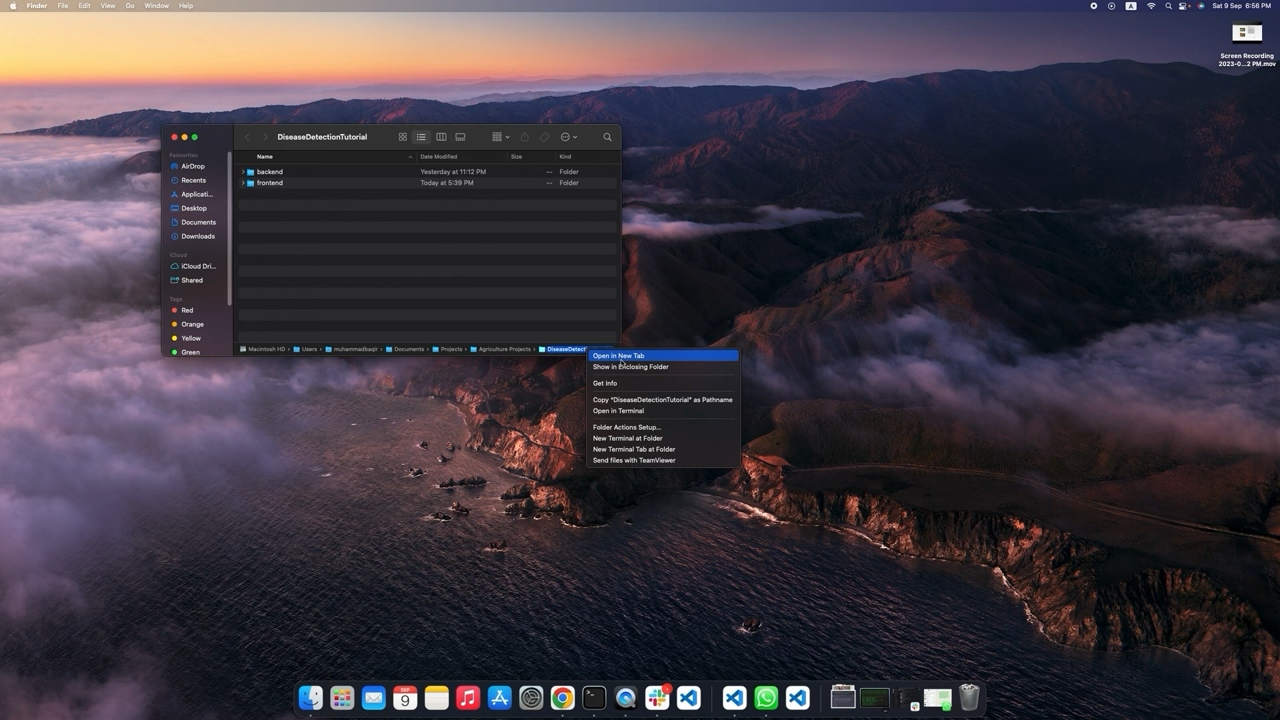 Finder File Edit View Go Window Help
A Sat 9 Sep 6:56 PM
Screen Recording
2023-0...2 PM.mov
DiseaseDetectionTutorial
Favourites
AirDrop
Recents
Applicati...
Desktop
Documents
Downloads
iCloud
iCloud Dri...
Shared
Tags
Red
Orange
Yellow
Green
Name Date Modified Size Kind
backend Yesterday at 11:12 PM -- Folder
frontend Today at 5:39 PM -- Folder
Macintosh HD › Users › muhammadbaqir › Documents › Projects › Agriculture Projects › DiseaseDetecti
Open in New Tab
Show in Enclosing Folder
Get Info
Copy "DiseaseDetectionTutorial" as Pathname
Open in Terminal
Folder Actions Setup...
New Terminal at Folder
New Terminal Tab at Folder
Send files with TeamViewer
SEP
9